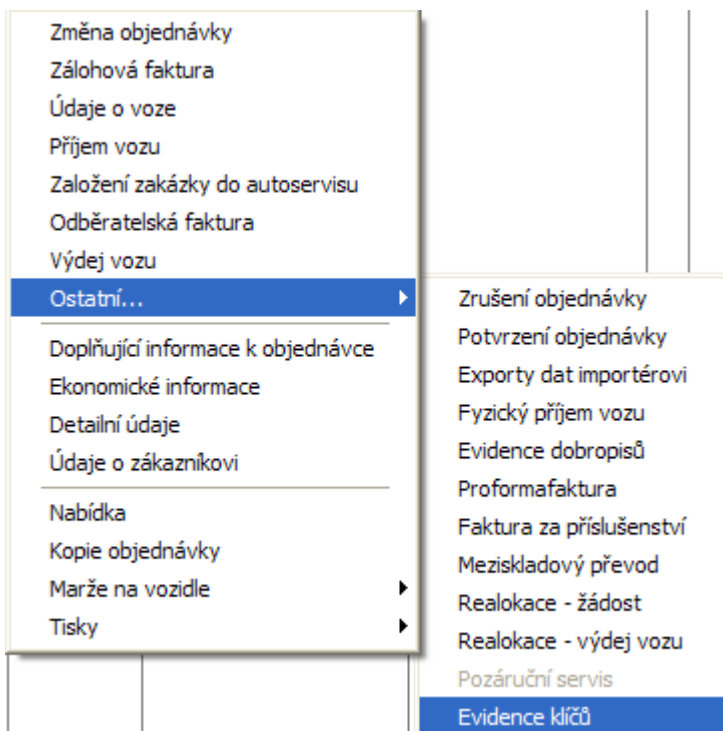 Změna objednávky
Zálohová faktura
Údaje o voze
Příjem vozu
Založení zakázky do autoservisu
Odběratelská faktura
Výdej vozu
Ostatní...
Doplňující informace k objednávce
Ekonomické informace
Detailní údaje
Údaje o zákazníkovi
Nabídka
Kopie objednávky
Marže na vozidle
Tisky
Zrušení objednávky
Potvrzení objednávky
Exporty dat importérovi
Fyzický příjem vozu
Evidence dobropisů
Proformafaktura
Faktura za příslušenství
Meziskladový převod
Realokace - žádost
Realokace - výdej vozu
Pozáruční servis
Evidence klíčů